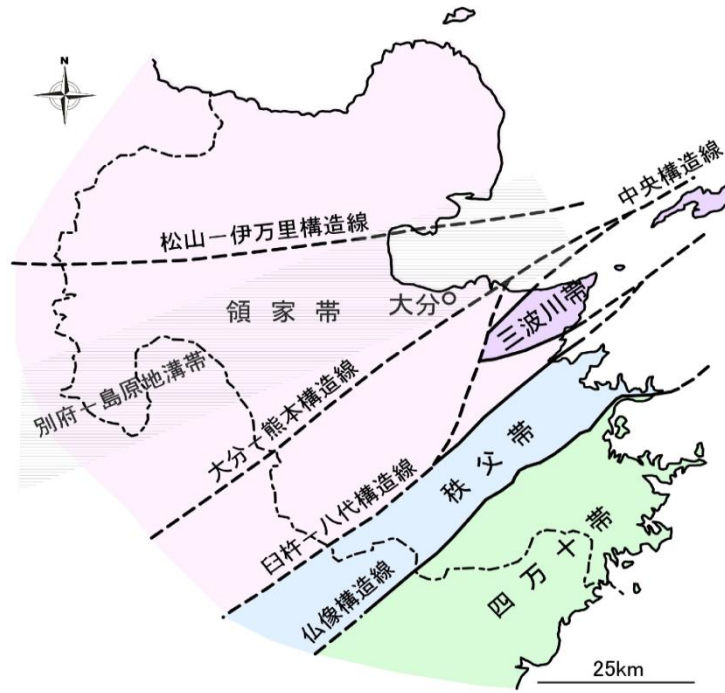 N
中央構造線
松山－伊万里構造線
領家帯
大分
三波川帯
別府－島原地溝帯
大分－熊本構造線
秩父帯
臼杵－八代構造線
四万十帯
仏像構造線
25km